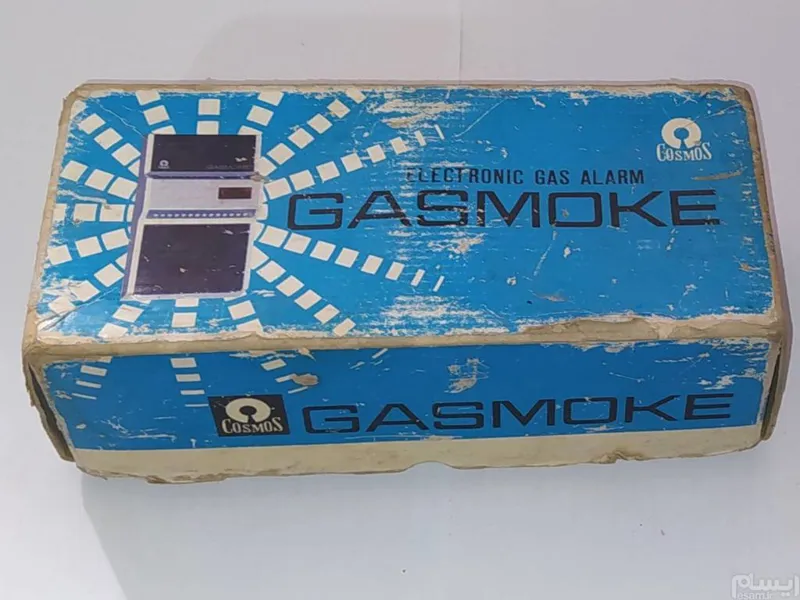 COSMOS
ELECTRONIC GAS ALARM
GASMOKE
COSMOS
GASMOKE
ایسام